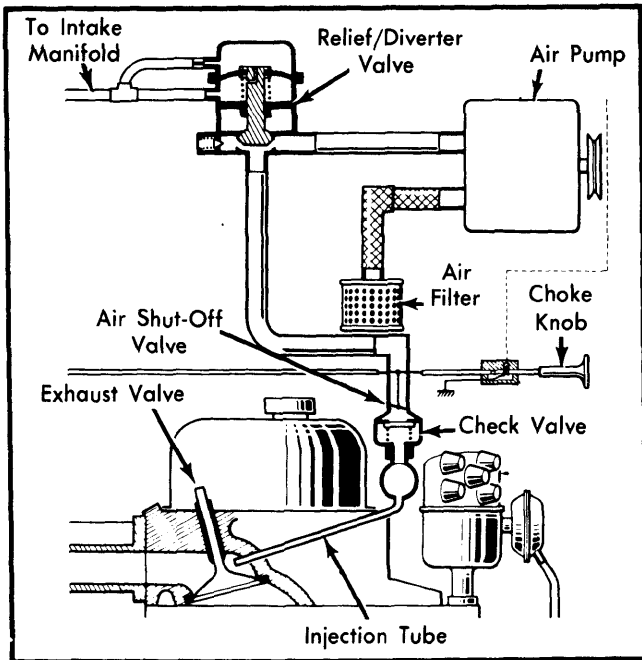 To Intake
Manifold
Relief/Diverter
Valve
Air Pump
Air
Filter
Choke
Knob
Air Shut-Off
Valve
Exhaust Valve
Check Valve
Injection Tube